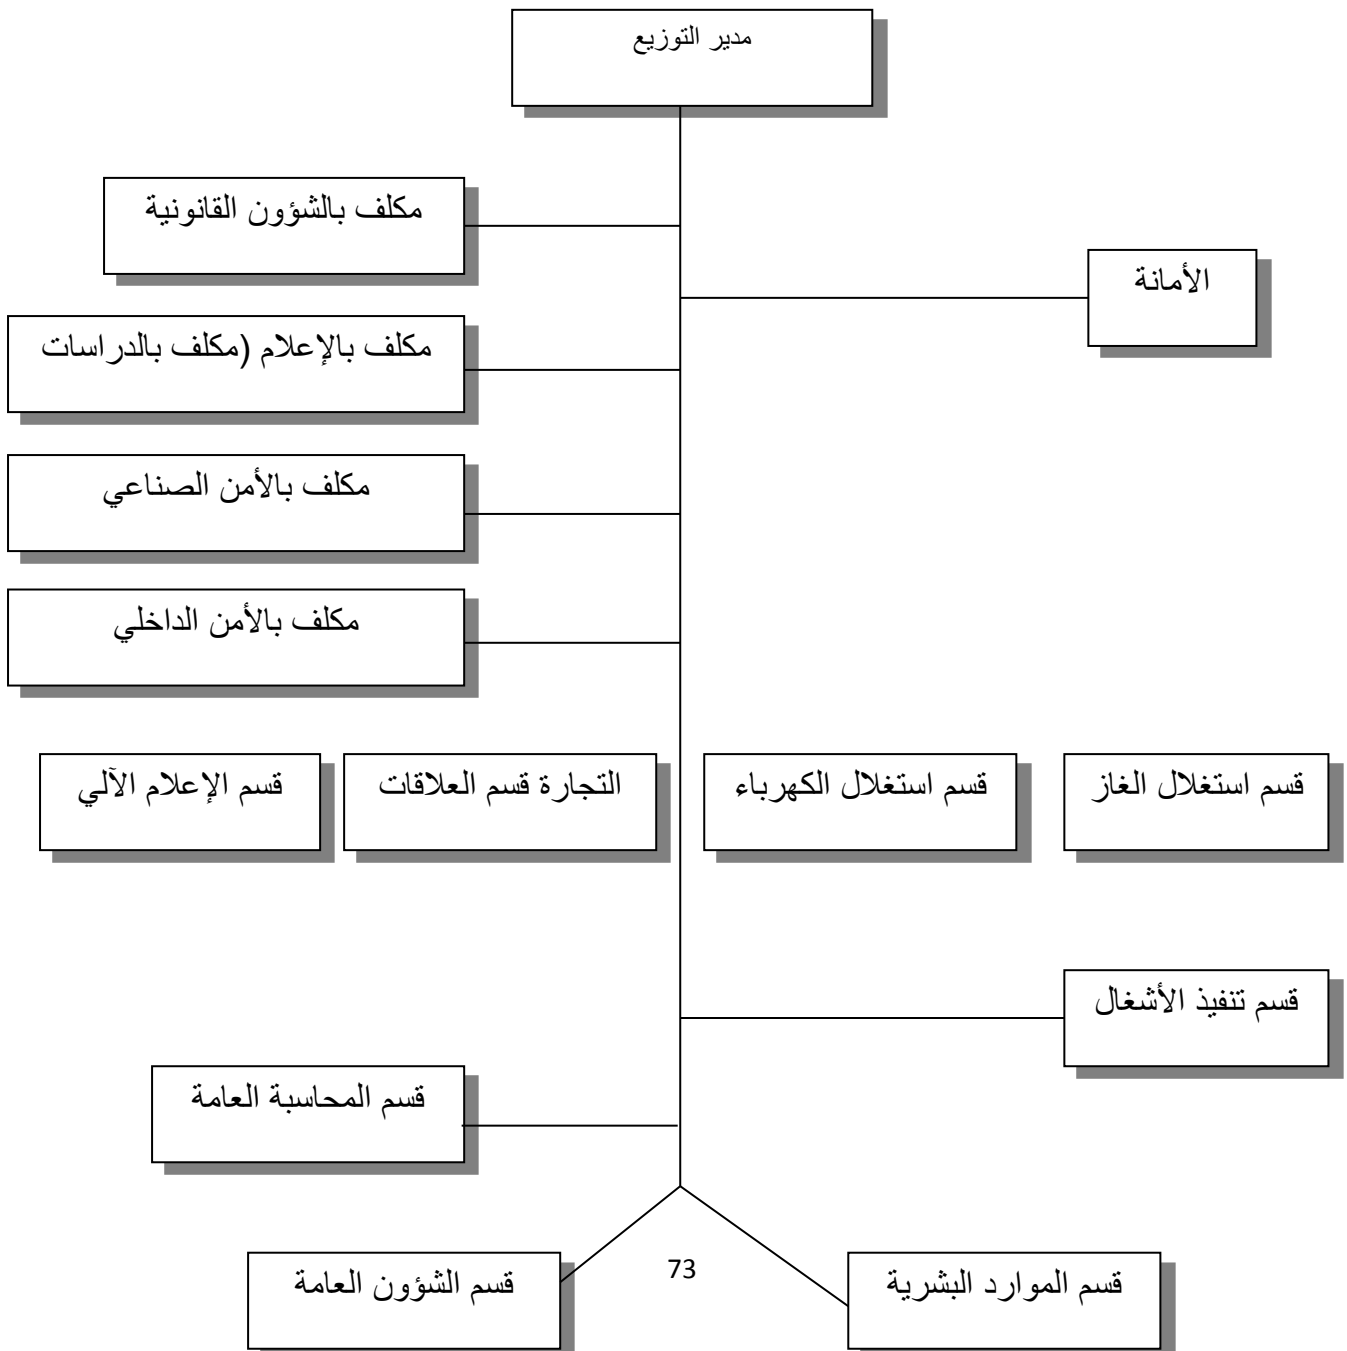 مدير التوزيع
مكلف بالشؤون القانونية
الأمانة
مكلف بالإعلام (مكلف بالدراسات
مكلف بالأمن الصناعي
مكلف بالأمن الداخلي
قسم استغلال الغاز
قسم استغلال الكهرباء
التجارة قسم العلاقات
قسم الإعلام الآلي
قسم تنفيذ الأشغال
قسم المحاسبة العامة
قسم الموارد البشرية
قسم الشؤون العامة
73